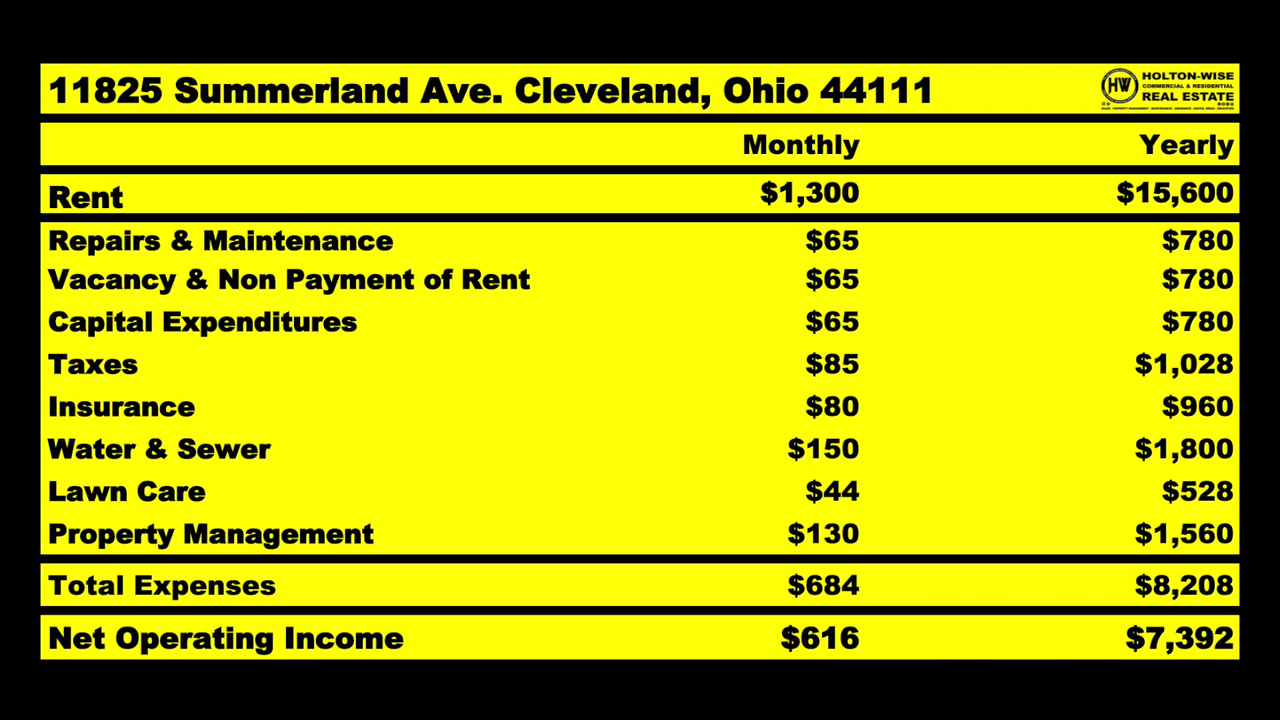 11825 Summerland Ave. Cleveland, Ohio 44111
HW
HOLTON-WISE
COMMERCIAL & RESIDENTIAL
REAL ESTATE
Monthly Yearly
Rent $1,300 $15,600
Repairs & Maintenance $65 $780
Vacancy & Non Payment of Rent $65 $780
Capital Expenditures $65 $780
Taxes $85 $1,028
Insurance $80 $960
Water & Sewer $150 $1,800
Lawn Care $44 $528
Property Management $130 $1,560
Total Expenses $684 $8,208
Net Operating Income $616 $7,392